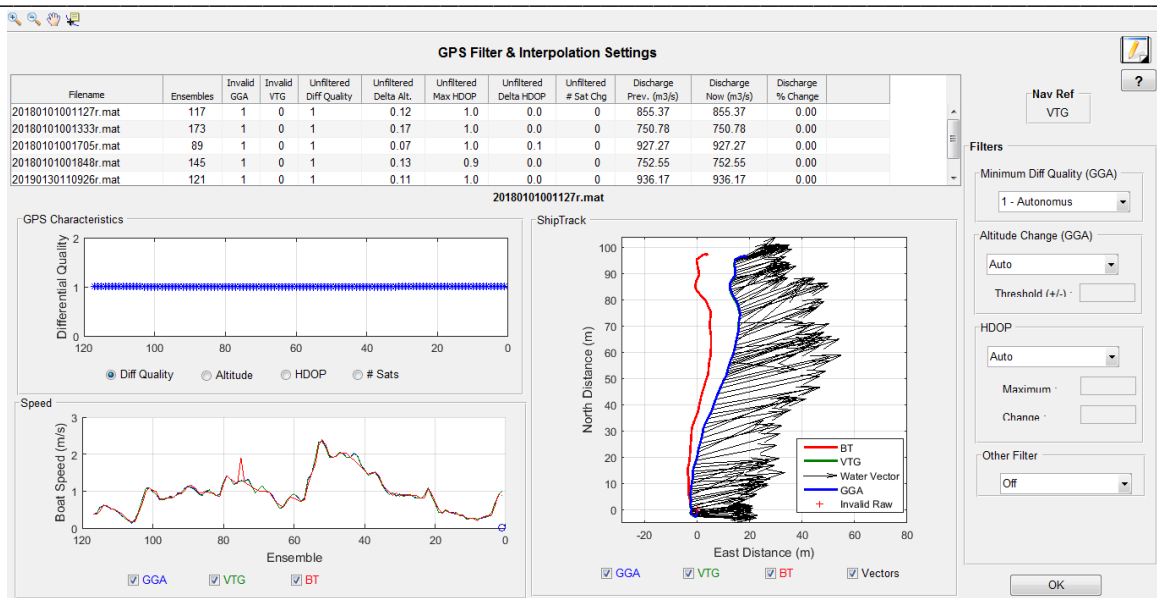 GPS Filter & Interpolation Settings
?
Filename Ensembles Invalid GGA Invalid VTG Unfiltered Diff Quality Unfiltered Delta Alt. Unfiltered Max HDOP Unfiltered Delta HDOP Unfiltered # Sat Chg Discharge Prev. (m3/s) Discharge Now (m3/s) Discharge % Change
20180101001127r.mat 117 1 0 1 0.12 1.0 0.0 0 855.37 855.37 0.00
20180101001333r.mat 173 1 0 1 0.17 1.0 0.0 0 750.78 750.78 0.00
20180101001705r.mat 89 1 0 1 0.07 1.0 0.1 0 927.27 927.27 0.00
20180101001848r.mat 145 1 0 1 0.13 0.9 0.0 0 752.55 752.55 0.00
20190130110926r.mat 121 1 0 1 0.11 1.0 0.0 0 936.17 936.17 0.00
20180101001127r.mat
GPS Characteristics
Differential Quality
2
1
0
120 100 80 60 40 20 0
Diff Quality Altitude HDOP # Sats
Speed
Boat Speed (m/s)
3
2
1
0
120 100 80 60 40 20 0
Ensemble
GGA VTG BT
ShipTrack
North Distance (m)
100
90
80
70
60
50
40
30
20
10
0
BT
VTG
Water Vector
GGA
Invalid Raw
-20 0 20 40 60 80
East Distance (m)
GGA VTG BT Vectors
Nav Ref
VTG
Filters
Minimum Diff Quality (GGA)
1 - Autonomus
Altitude Change (GGA)
Auto
Threshold (+/-) :
HDOP
Auto
Maximum :
Change :
Other Filter
Off
OK